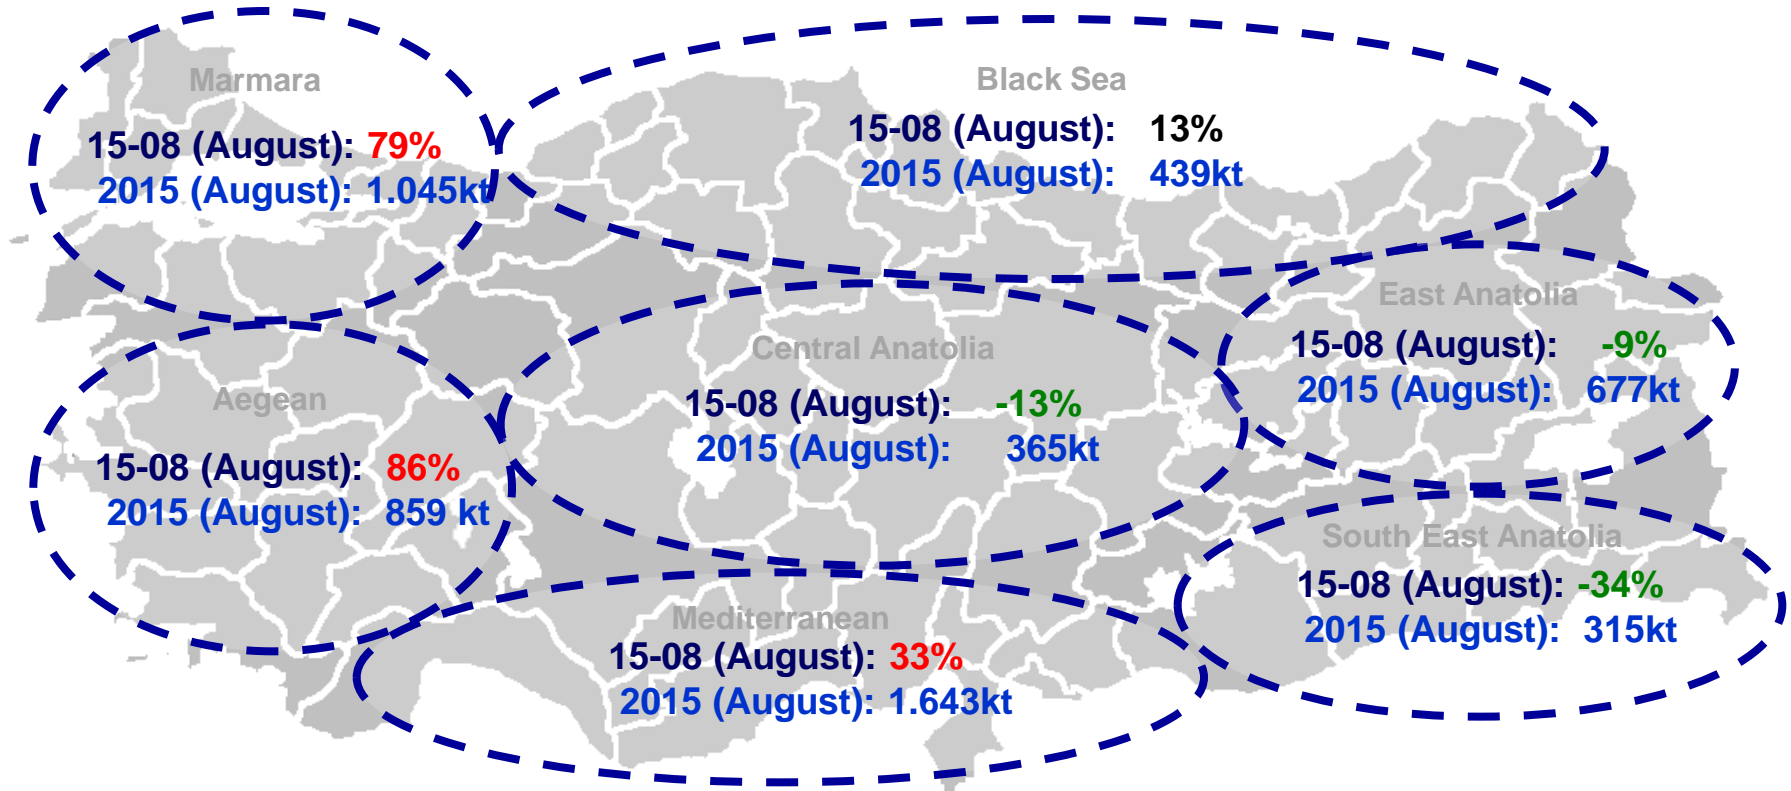 Marmara
15-08 (August): 79%
2015 (August): 1.045kt
Black Sea
15-08 (August): 13%
2015 (August): 439kt
East Anatolia
15-08 (August): -9%
2015 (August): 677kt
Central Anatolia
15-08 (August): -13%
2015 (August): 365kt
Aegean
15-08 (August): 86%
2015 (August): 859 kt
South East Anatolia
15-08 (August): -34%
2015 (August): 315kt
Mediterranean
15-08 (August): 33%
2015 (August): 1.643kt